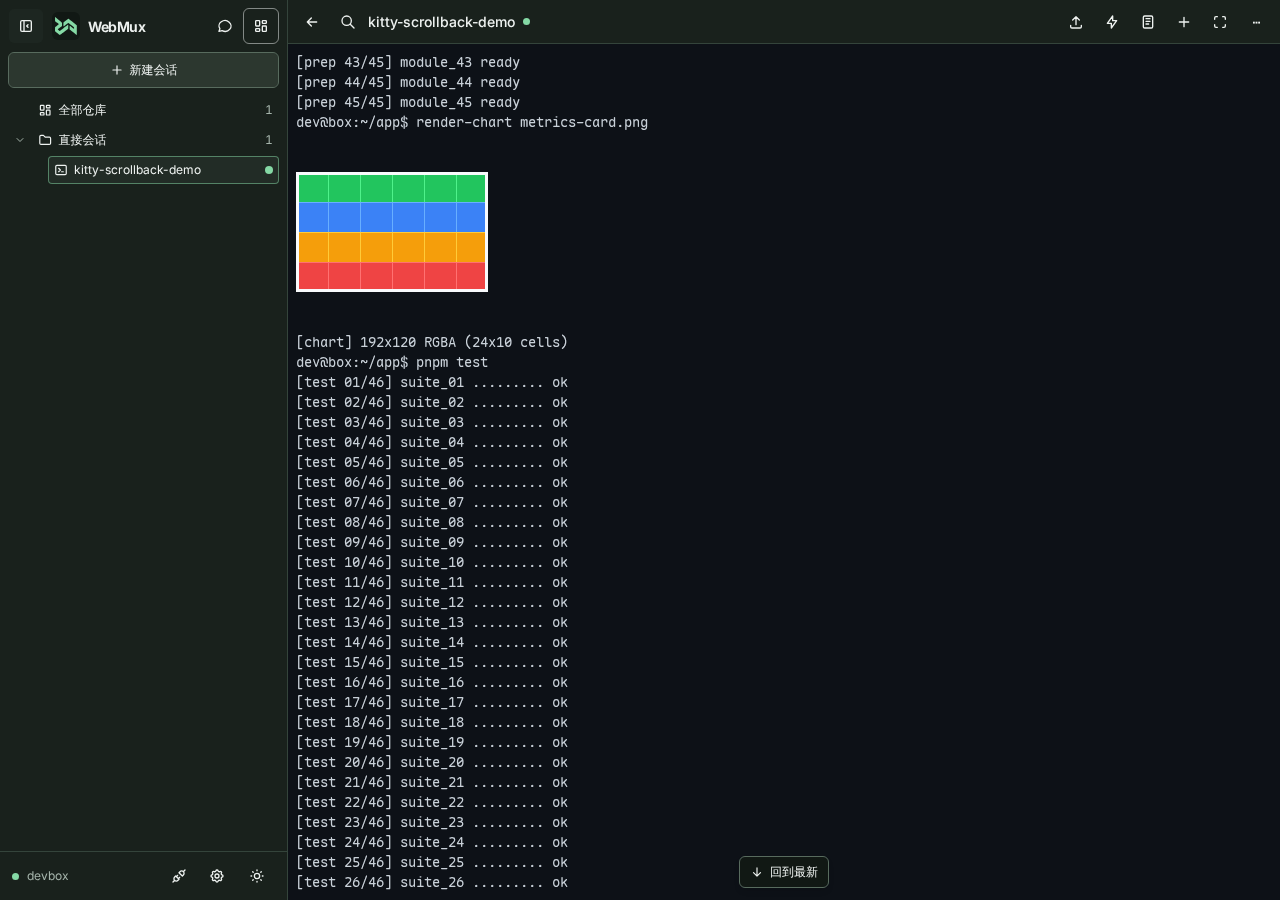 WebMux
新建会话
全部仓库 1
直接会话 1
kitty-scrollback-demo
devbox
kitty-scrollback-demo
[prep 43/45] module_43 ready
[prep 44/45] module_44 ready
[prep 45/45] module_45 ready
dev@box:~/app$ render-chart metrics-card.png
[chart] 192x120 RGBA (24x10 cells)
dev@box:~/app$ pnpm test
[test 01/46] suite_01 ......... ok
[test 02/46] suite_02 ......... ok
[test 03/46] suite_03 ......... ok
[test 04/46] suite_04 ......... ok
[test 05/46] suite_05 ......... ok
[test 06/46] suite_06 ......... ok
[test 07/46] suite_07 ......... ok
[test 08/46] suite_08 ......... ok
[test 09/46] suite_09 ......... ok
[test 10/46] suite_10 ......... ok
[test 11/46] suite_11 ......... ok
[test 12/46] suite_12 ......... ok
[test 13/46] suite_13 ......... ok
[test 14/46] suite_14 ......... ok
[test 15/46] suite_15 ......... ok
[test 16/46] suite_16 ......... ok
[test 17/46] suite_17 ......... ok
[test 18/46] suite_18 ......... ok
[test 19/46] suite_19 ......... ok
[test 20/46] suite_20 ......... ok
[test 21/46] suite_21 ......... ok
[test 22/46] suite_22 ......... ok
[test 23/46] suite_23 ......... ok
[test 24/46] suite_24 ......... ok
[test 25/46] suite_25 ......... ok
[test 26/46] suite_26 ......... ok
回到最新